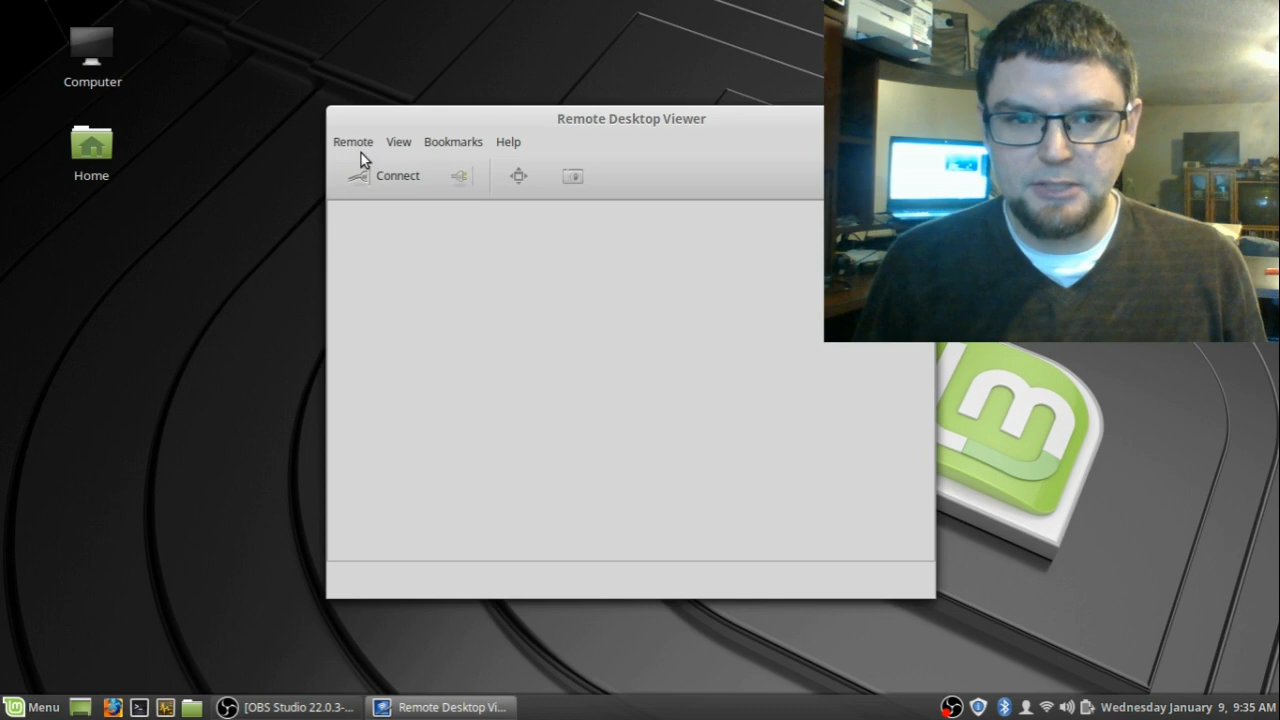 Computer
Home
Remote Desktop Viewer
Remote View Bookmarks Help
Connect
Menu
[OBS Studio 22.0.3-...
Remote Desktop Vi...
Wednesday January 9, 9:35 AM